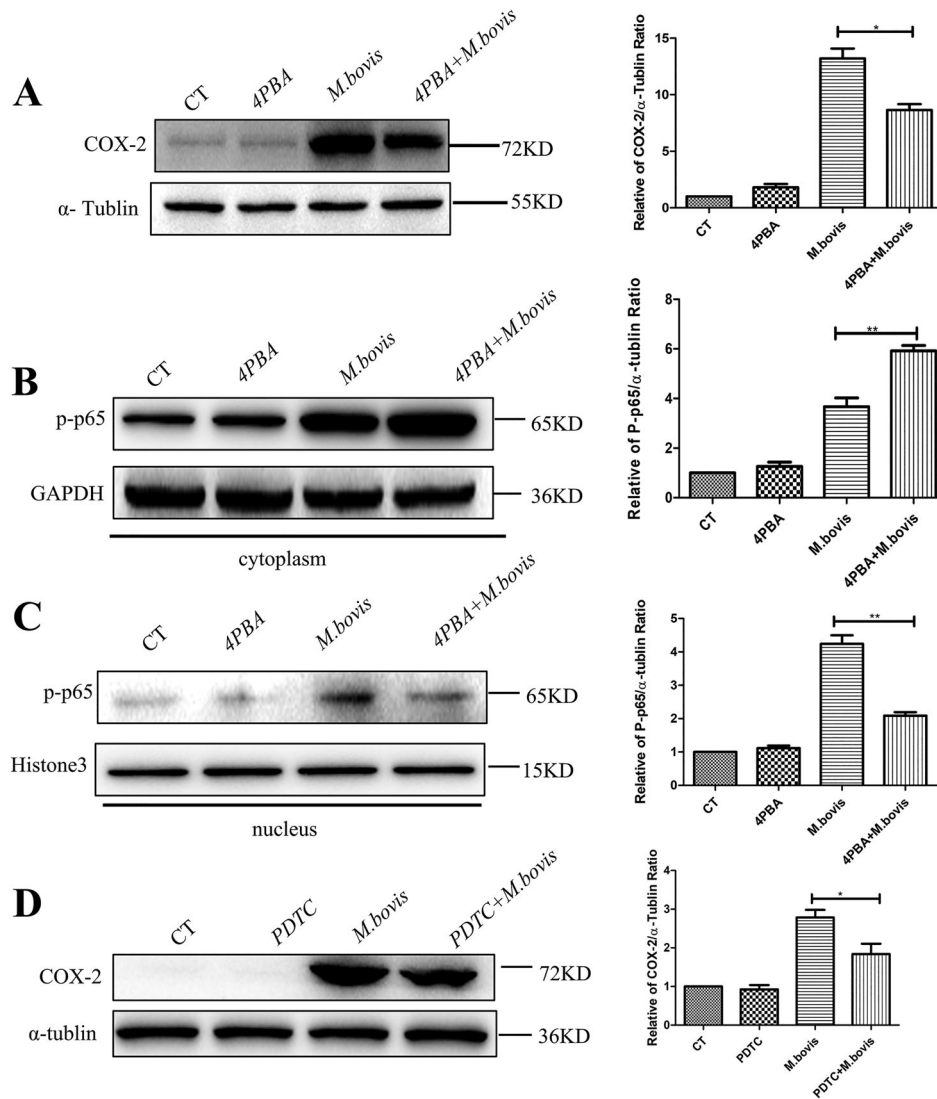 A
CT
4PBA
M.bovis
4PBA+M.bovis
COX-2
72KD
α- Tublin
55KD
Relative of COX-2/α-Tublin Ratio
15
10
5
0
*
CT
4PBA
M.bovis
4PBA+M.bovis
B
CT
4PBA
M.bovis
4PBA+M.bovis
p-p65
65KD
GAPDH
36KD
cytoplasm
Relative of P-p65/α-tublin Ratio
8
6
4
2
0
**
CT
4PBA
M.bovis
4PBA+M.bovis
C
CT
4PBA
M.bovis
4PBA+M.bovis
p-p65
65KD
Histone3
15KD
nucleus
Relative of P-p65/α-tublin Ratio
5
4
3
2
1
0
**
CT
4PBA
M.bovis
4PBA+M.bovis
D
CT
PDTC
M.bovis
PDTC+M.bovis
COX-2
72KD
α-tublin
36KD
Relative of COX-2/α-Tublin Ratio
4
3
2
1
0
*
CT
PDTC
M.bovis
PDTC+M.bovis